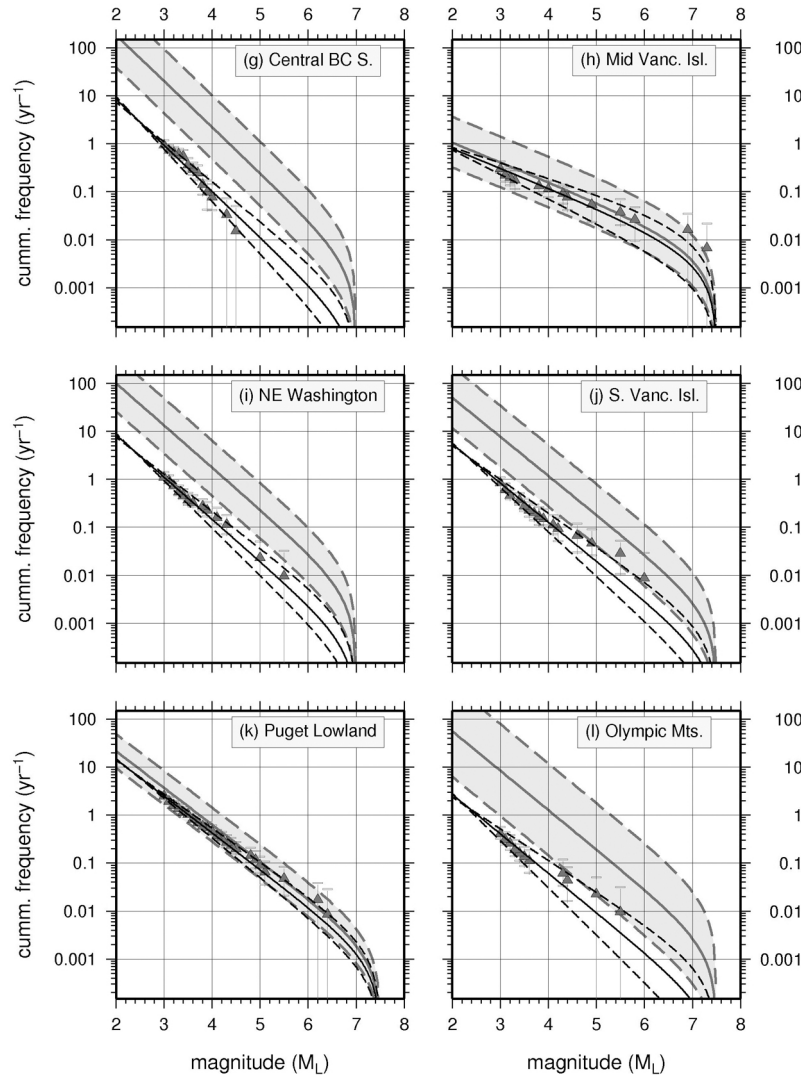 2 3 4 5 6 7 8 2 3 4 5 6 7 8
100 (g) Central BC S. (h) Mid Vanc. Isl. 100
10 10
1 1
0.1 0.1
0.01 0.01
0.001 0.001
cumm. frequency (yr⁻¹)
100 (i) NE Washington (j) S. Vanc. Isl. 100
10 10
1 1
0.1 0.1
0.01 0.01
0.001 0.001
cumm. frequency (yr⁻¹)
100 (k) Puget Lowland (l) Olympic Mts. 100
10 10
1 1
0.1 0.1
0.01 0.01
0.001 0.001
cumm. frequency (yr⁻¹)
2 3 4 5 6 7 8 2 3 4 5 6 7 8
magnitude (M_L) magnitude (M_L)